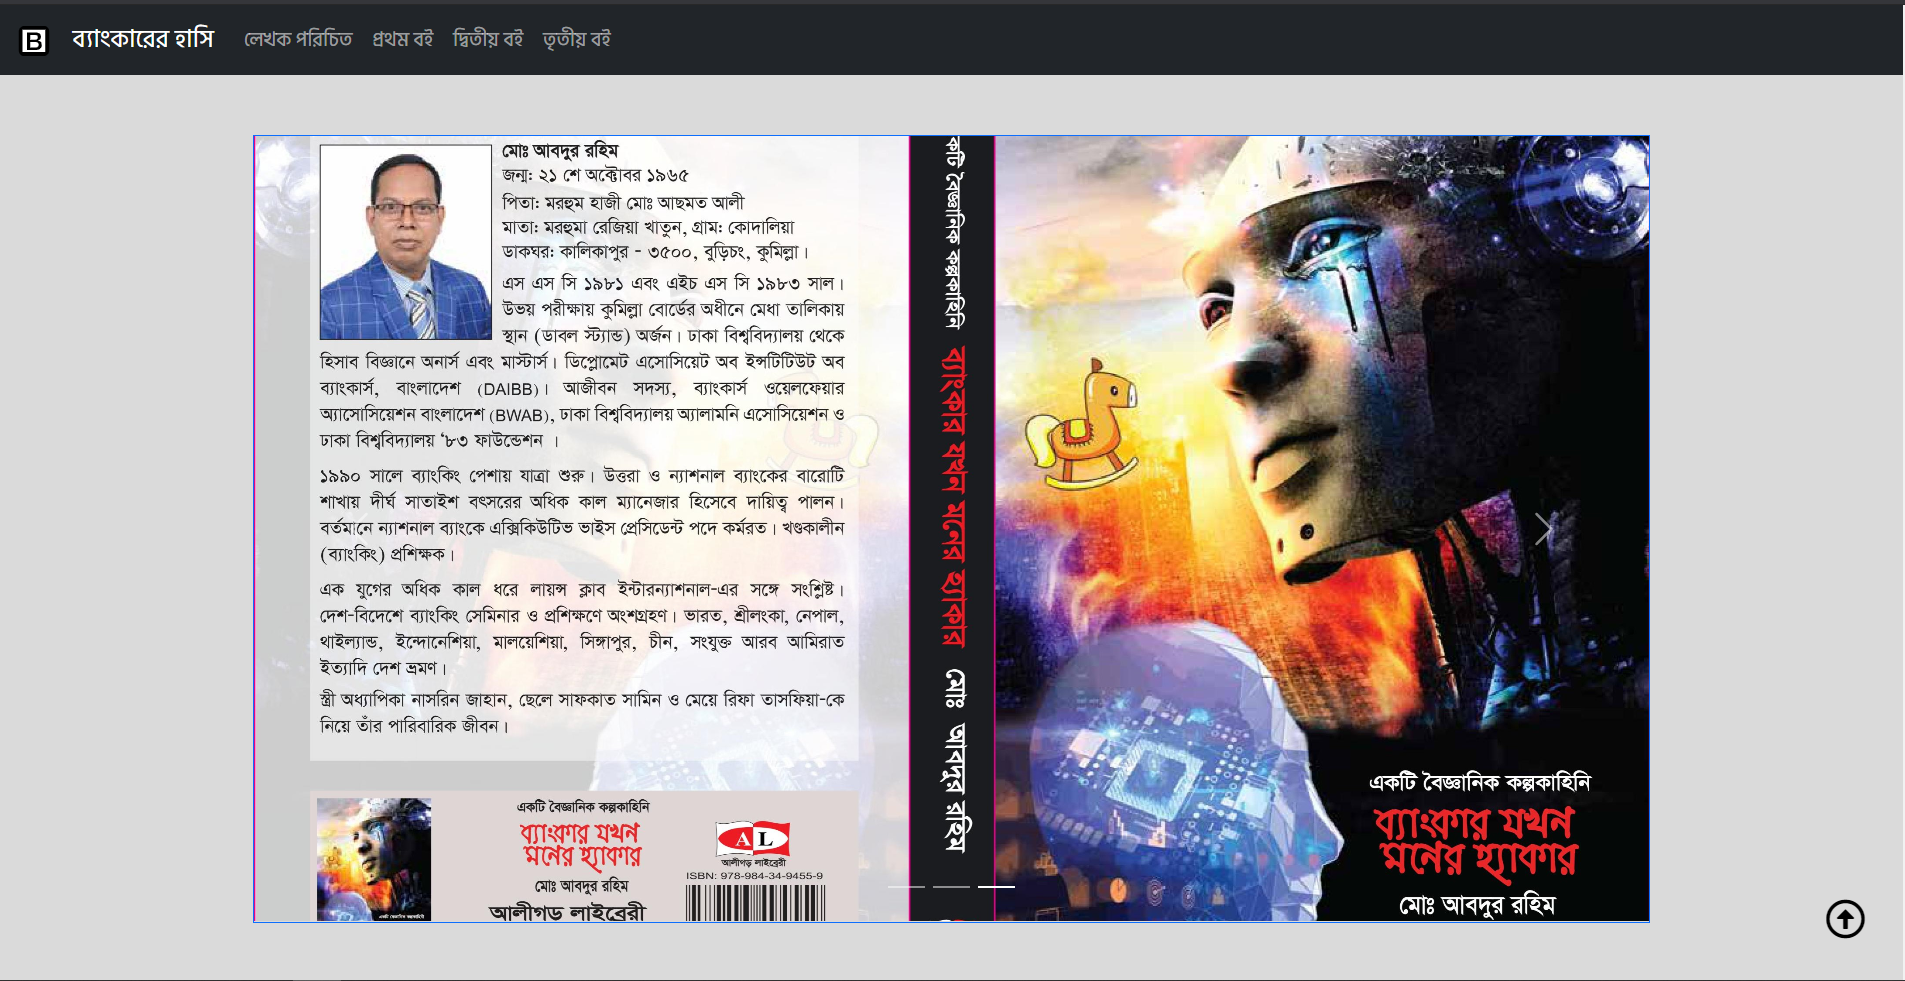 B
ব্যাংকারের হাসি
লেখক পরিচিত
প্রথম বই
দ্বিতীয় বই
তৃতীয় বই
মোঃ আবদুর রহিম
জন্ম: ২১ শে অক্টোবর ১৯৬৫
পিতা: মরহুম হাজী মোঃ আছমত আলী
মাতা: মরহুমা রেজিয়া খাতুন, গ্রাম: কোদালিয়া
ডাকঘর: কালিকাপুর - ৩৫০০, বুড়িচং, কুমিল্লা।
এস এস সি ১৯৮১ এবং এইচ এস সি ১৯৮৩ সাল।
উভয় পরীক্ষায় কুমিল্লা বোর্ডের অধীনে মেধা তালিকায়
স্থান (ডাবল স্ট্যান্ড) অর্জন। ঢাকা বিশ্ববিদ্যালয় থেকে
হিসাব বিজ্ঞানে অনার্স এবং মাস্টার্স। ডিপ্লোমেট এসোসিয়েট অব ইন্সটিটিউট অব
ব্যাংকার্স, বাংলাদেশ (DAIBB)। আজীবন সদস্য, ব্যাংকার্স ওয়েলফেয়ার
অ্যাসোসিয়েশন বাংলাদেশ (BWAB), ঢাকা বিশ্ববিদ্যালয় অ্যালামনি এসোসিয়েশন ও
ঢাকা বিশ্ববিদ্যালয় ‘৮৩ ফাউন্ডেশন ।
১৯৯০ সালে ব্যাংকিং পেশায় যাত্রা শুরু। উত্তরা ও ন্যাশনাল ব্যাংকের বারোটি
শাখায় দীর্ঘ সাতাইশ বৎসরের অধিক কাল ম্যানেজার হিসেবে দায়িত্ব পালন।
বর্তমানে ন্যাশনাল ব্যাংকে এক্সিকিউটিভ ভাইস প্রেসিডেন্ট পদে কর্মরত। খণ্ডকালীন
(ব্যাংকিং) প্রশিক্ষক।
এক যুগের অধিক কাল ধরে লায়ন্স ক্লাব ইন্টারন্যাশনাল-এর সঙ্গে সংশ্লিষ্ট।
দেশ-বিদেশে ব্যাংকিং সেমিনার ও প্রশিক্ষণে অংশগ্রহণ। ভারত, শ্রীলংকা, নেপাল,
থাইল্যান্ড, ইন্দোনেশিয়া, মালয়েশিয়া, সিঙ্গাপুর, চীন, সংযুক্ত আরব আমিরাত
ইত্যাদি দেশ ভ্রমণ।
স্ত্রী অধ্যাপিকা নাসরিন জাহান, ছেলে সাফকাত সামিন ও মেয়ে রিফা তাসফিয়া-কে
নিয়ে তাঁর পারিবারিক জীবন।
একটি বৈজ্ঞানিক কল্পকাহিনি
ব্যাংকার যখন
মনের হ্যাকার
মোঃ আবদুর রহিম
আলীগড় লাইব্রেরী
AL
আলীগড় লাইব্রেরী
ISBN: 978-984-34-9455-9
কটি বৈজ্ঞানিক কল্পকাহিনি ব্যাংকার যখন মনের হ্যাকার মোঃ আবদুর রহিম
একটি বৈজ্ঞানিক কল্পকাহিনি
ব্যাংকার যখন
মনের হ্যাকার
মোঃ আবদুর রহিম